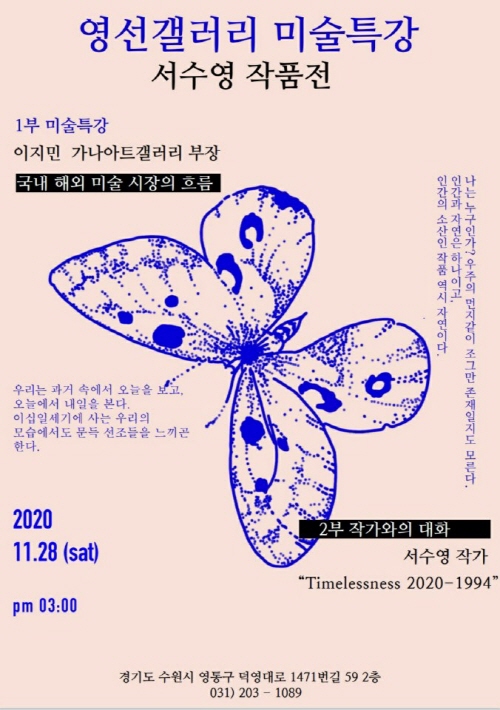 영선갤러리 미술특강
서수영 작품전
1부 미술특강
이지민 가나아트갤러리 부장
국내 해외 미술 시장의 흐름
나는 누구인가? 우주의 먼지같이 조그만 존재일지도 모른다.
인간과 자연은 하나이고,
인간의 소산인 작품 역시 자연이다.
우리는 과거 속에서 오늘을 보고,
오늘에서 내일을 본다.
이십일세기에 사는 우리의
모습에서도 문득 선조들을 느끼곤
한다.
2020
11.28 (sat)
pm 03:00
2부 작가와의 대화
서수영 작가
“Timelessness 2020-1994”
경기도 수원시 영통구 덕영대로 1471번길 59 2층
031) 203 - 1089